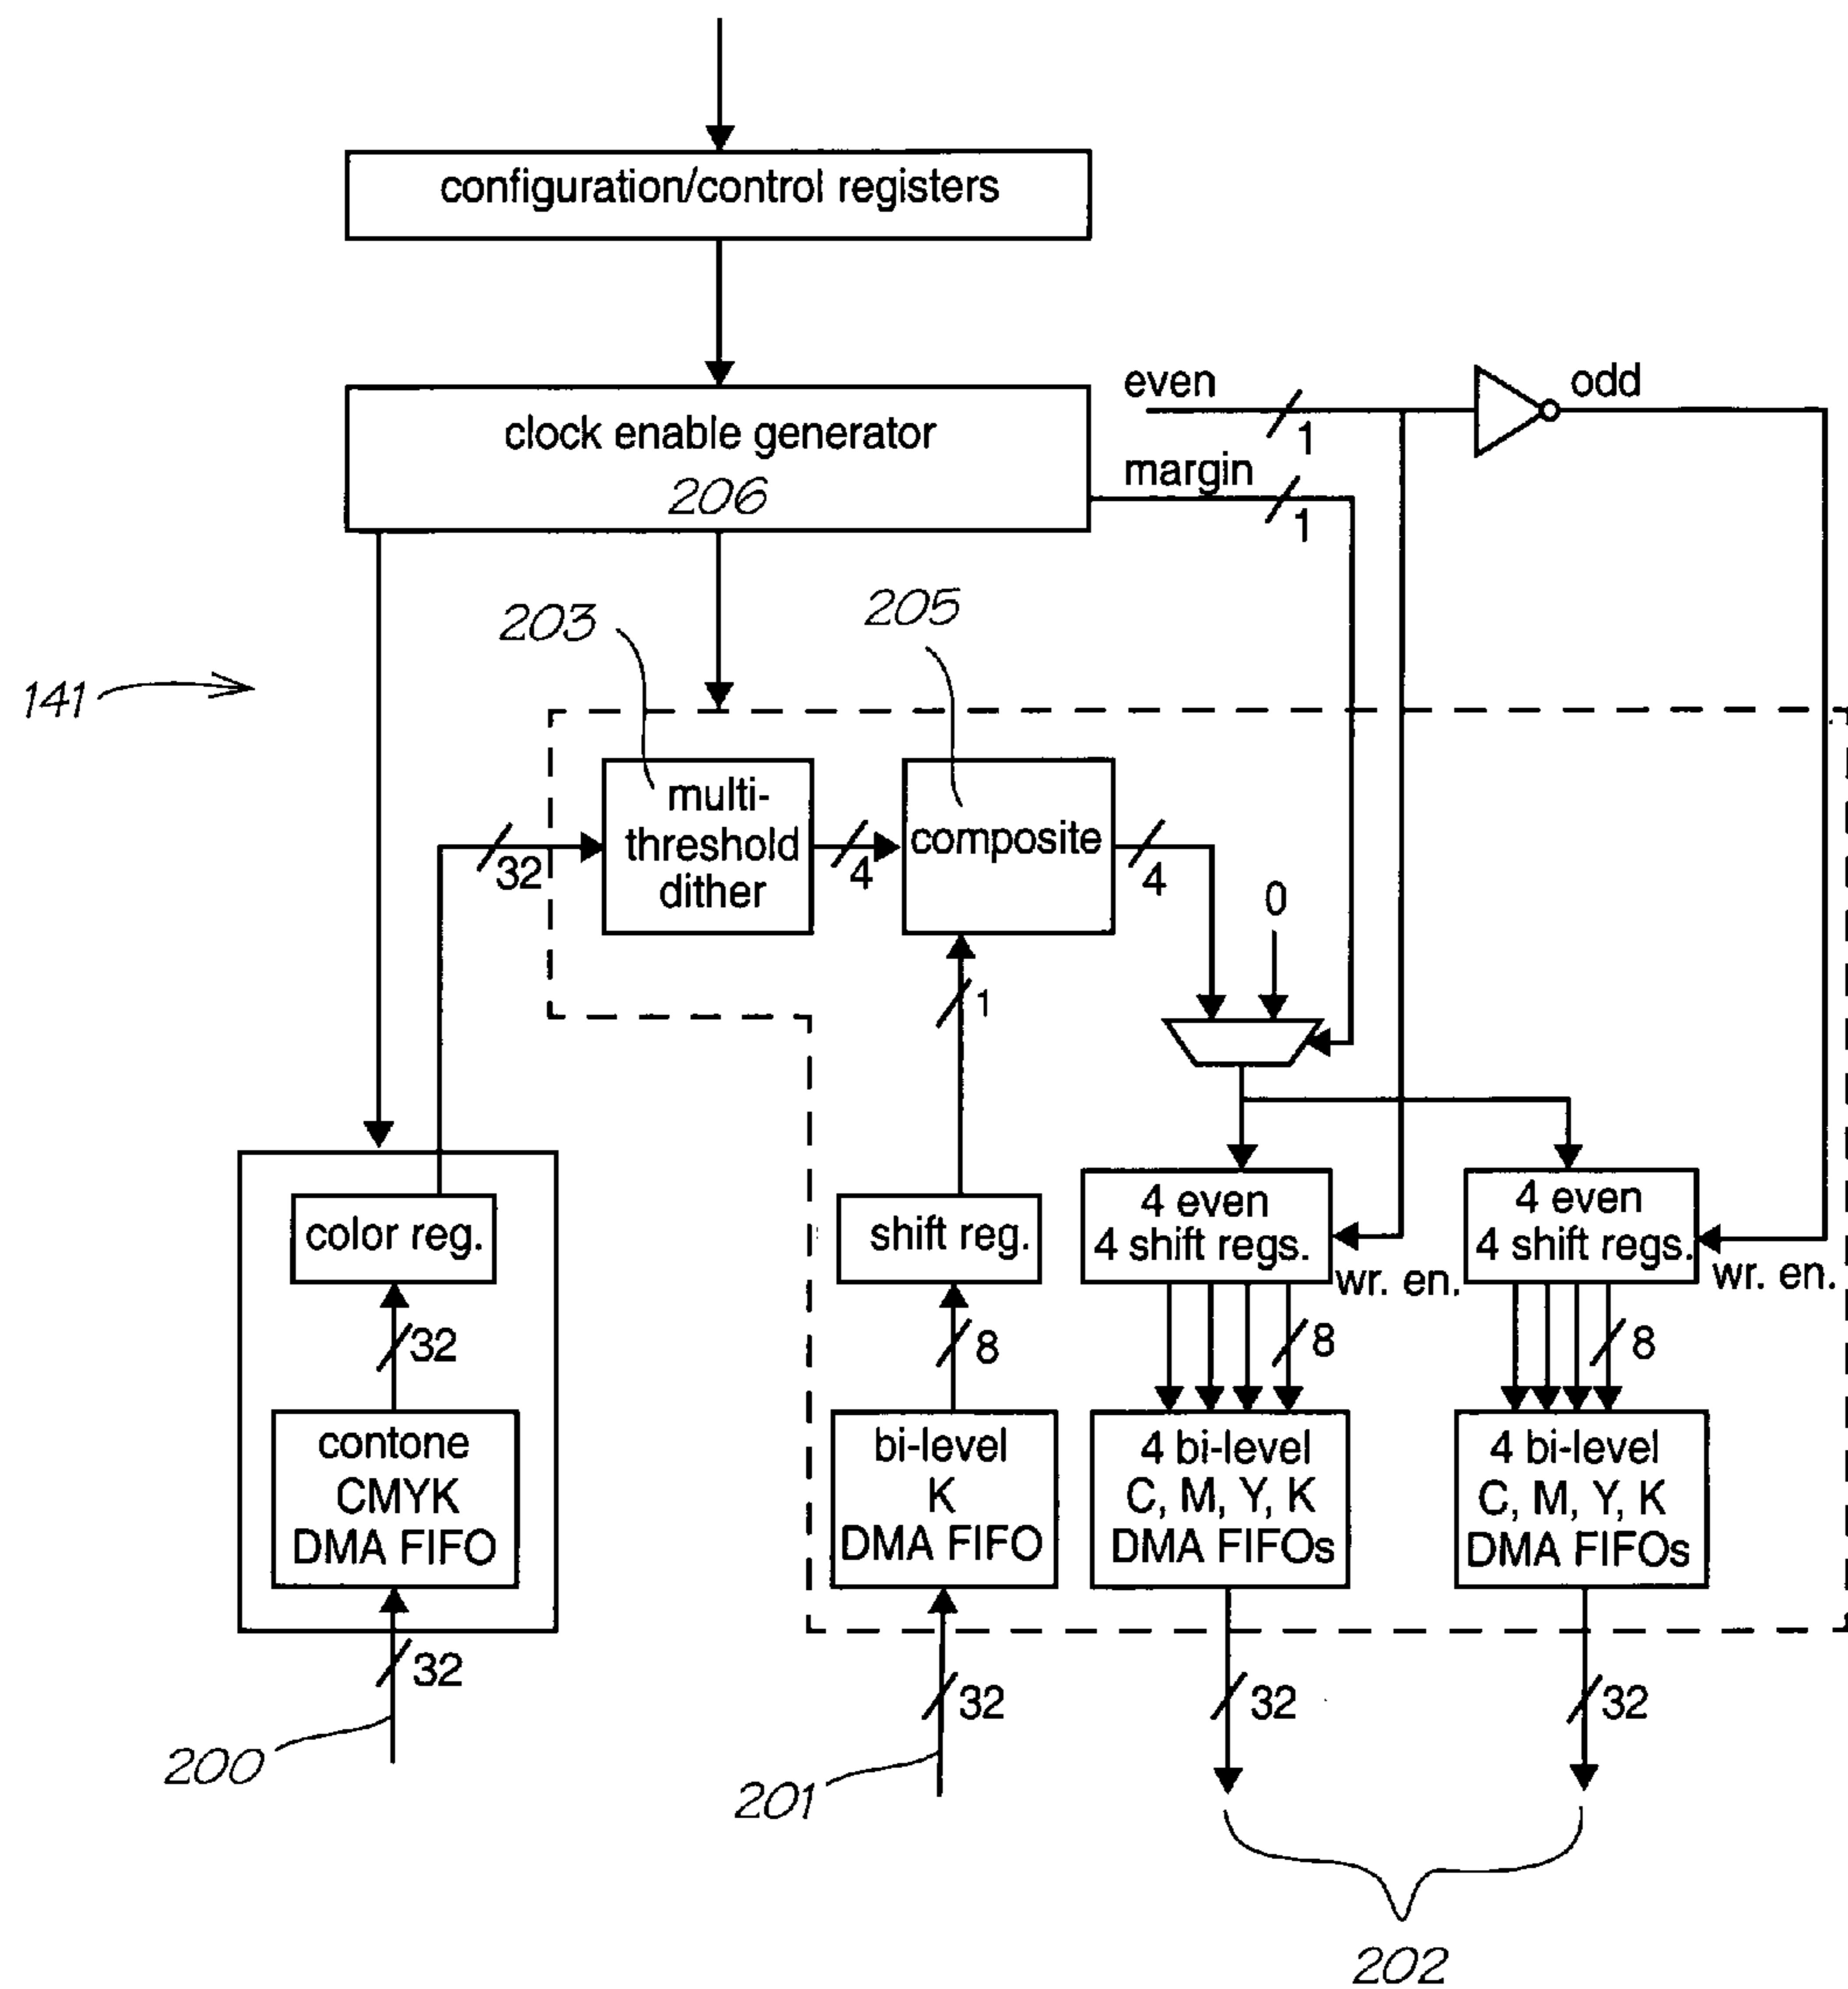 configuration/control registers
clock enable generator
206
even
1
odd
margin
1
203
205
141
multi-
threshold
dither
composite
32
4
4
0
1
color reg.
shift reg.
4 even
4 shift regs.
wr. en.
4 even
4 shift regs.
wr. en.
32
8
8
8
contone
CMYK
DMA FIFO
bi-level
K
DMA FIFO
4 bi-level
C, M, Y, K
DMA FIFOs
4 bi-level
C, M, Y, K
DMA FIFOs
32
32
32
32
200
201
202